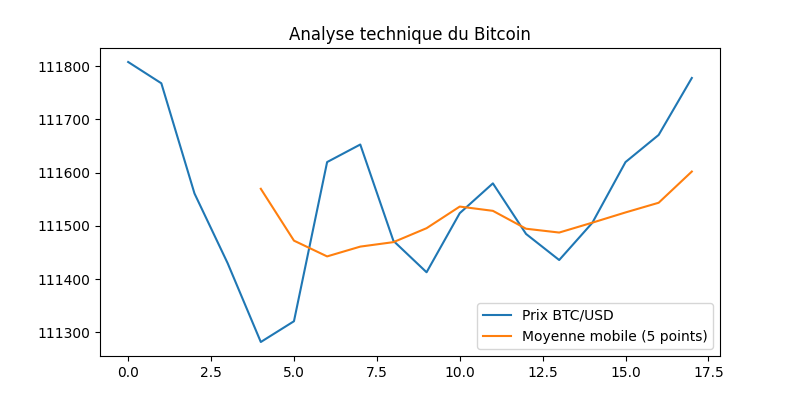 Analyse technique du Bitcoin
111800
111700
111600
111500
111400
111300
Prix BTC/USD
Moyenne mobile (5 points)
0.0 2.5 5.0 7.5 10.0 12.5 15.0 17.5